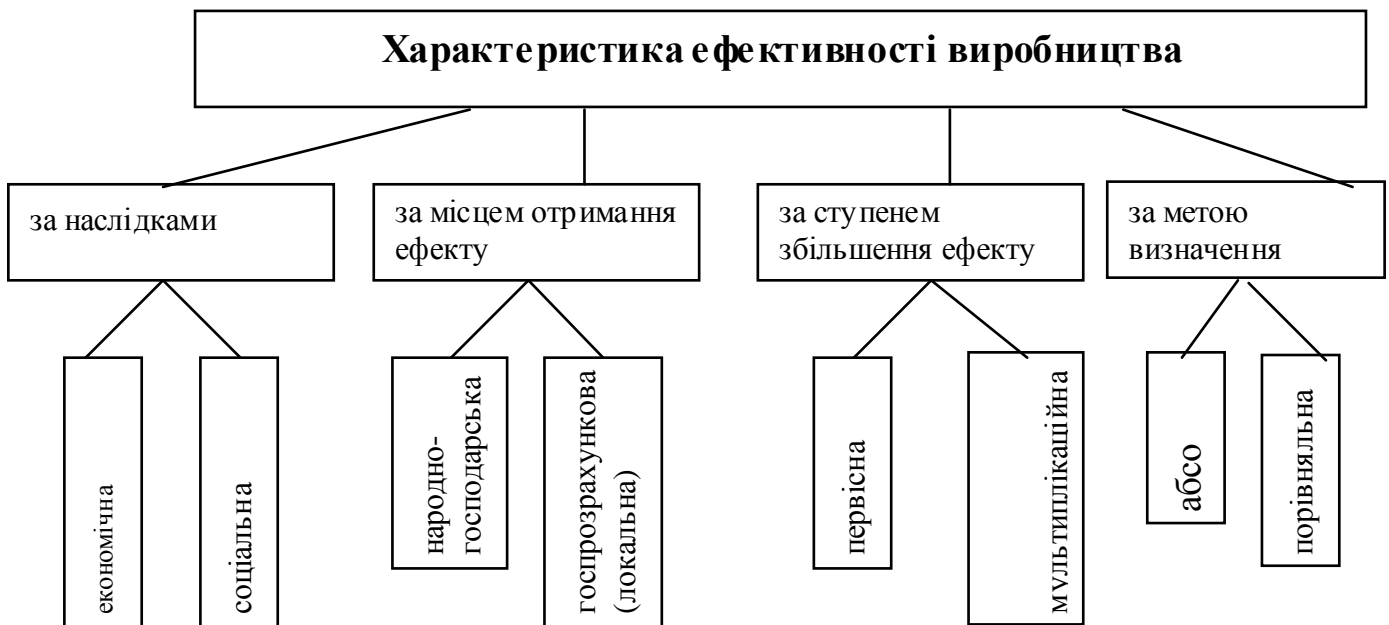 Характеристика ефективності виробництва
за наслідками
за місцем отримання
ефекту
за ступенем
збільшення ефекту
за метою
визначення
економічна
соціальна
народно-
господарська
госпрозрахункова
(локальна)
первісна
мультиплікаційна
абсо
порівняльна